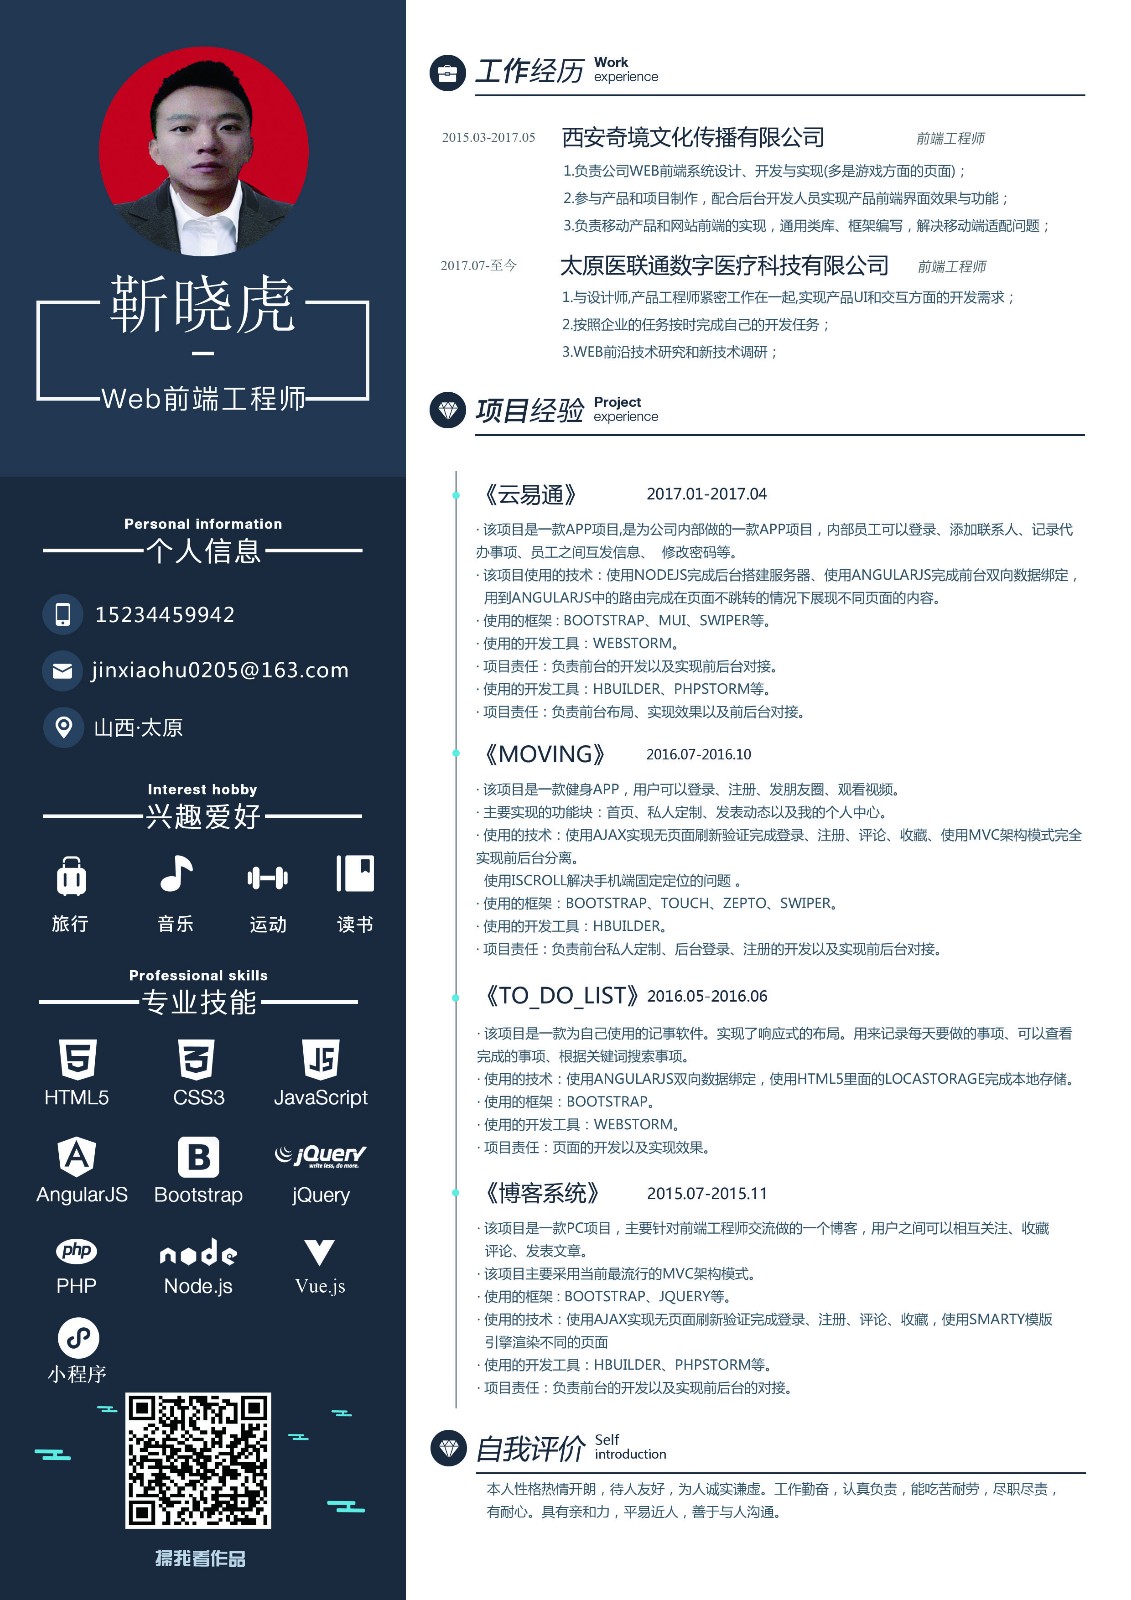 靳晓虎
Web前端工程师
Personal information
个人信息
15234459942
jinxiaohu0205@163.com
山西·太原
Interest hobby
兴趣爱好
旅行 音乐 运动 读书
Professional skills
专业技能
5 3 JS
HTML5 CSS3 JavaScript
A B jQuery
write less, do more.
AngularJS Bootstrap jQuery
php node
PHP Node.js Vue.js
小程序
扫我看作品
工作经历 Work
experience
2015.03-2017.05 西安奇境文化传播有限公司 前端工程师
1.负责公司WEB前端系统设计、开发与实现(多是游戏方面的页面)；
2.参与产品和项目制作，配合后台开发人员实现产品前端界面效果与功能；
3.负责移动产品和网站前端的实现，通用类库、框架编写，解决移动端适配问题；
2017.07-至今 太原医联通数字医疗科技有限公司 前端工程师
1.与设计师,产品工程师紧密工作在一起,实现产品UI和交互方面的开发需求；
2.按照企业的任务按时完成自己的开发任务；
3.WEB前沿技术研究和新技术调研；
项目经验 Project
experience
《云易通》 2017.01-2017.04
· 该项目是一款APP项目,是为公司内部做的一款APP项目，内部员工可以登录、添加联系人、记录代
办事项、员工之间互发信息、 修改密码等。
· 该项目使用的技术：使用NODEJS完成后台搭建服务器、使用ANGULARJS完成前台双向数据绑定，
用到ANGULARJS中的路由完成在页面不跳转的情况下展现不同页面的内容。
· 使用的框架：BOOTSTRAP、MUI、SWIPER等。
· 使用的开发工具：WEBSTORM。
· 项目责任：负责前台的开发以及实现前后台对接。
· 使用的开发工具：HBUILDER、PHPSTORM等。
· 项目责任：负责前台布局、实现效果以及前后台对接。
《MOVING》 2016.07-2016.10
· 该项目是一款健身APP，用户可以登录、注册、发朋友圈、观看视频。
· 主要实现的功能块：首页、私人定制、发表动态以及我的个人中心。
· 使用的技术：使用AJAX实现无页面刷新验证完成登录、注册、评论、收藏、使用MVC架构模式完全
实现前后台分离。
使用ISCROLL解决手机端固定定位的问题 。
· 使用的框架：BOOTSTRAP、TOUCH、ZEPTO、SWIPER。
· 使用的开发工具：HBUILDER。
· 项目责任：负责前台私人定制、后台登录、注册的开发以及实现前后台对接。
《TO_DO_LIST》 2016.05-2016.06
· 该项目是一款为自己使用的记事软件。实现了响应式的布局。用来记录每天要做的事项、可以查看
完成的事项、根据关键词搜索事项。
· 使用的技术：使用ANGULARJS双向数据绑定，使用HTML5里面的LOCASTORAGE完成本地存储。
· 使用的框架：BOOTSTRAP。
· 使用的开发工具：WEBSTORM。
· 项目责任：页面的开发以及实现效果。
《博客系统》 2015.07-2015.11
· 该项目是一款PC项目，主要针对前端工程师交流做的一个博客，用户之间可以相互关注、收藏
评论、发表文章。
· 该项目主要采用当前最流行的MVC架构模式。
· 使用的框架：BOOTSTRAP、JQUERY等。
· 使用的技术：使用AJAX实现无页面刷新验证完成登录、注册、评论、收藏，使用SMARTY模版
引擎渲染不同的页面
· 使用的开发工具：HBUILDER、PHPSTORM等。
· 项目责任：负责前台的开发以及实现前后台的对接。
自我评价 Self
introduction
本人性格热情开朗，待人友好，为人诚实谦虚。工作勤奋，认真负责，能吃苦耐劳，尽职尽责，
有耐心。具有亲和力，平易近人，善于与人沟通。